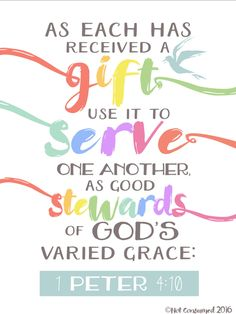 AS EACH HAS
RECEIVED A
gift
USE IT TO
serve
ONE ANOTHER,
AS GOOD
stewards
OF GOD'S
VARIED GRACE:
1 PETER 4:10
©Not Consumed 2016